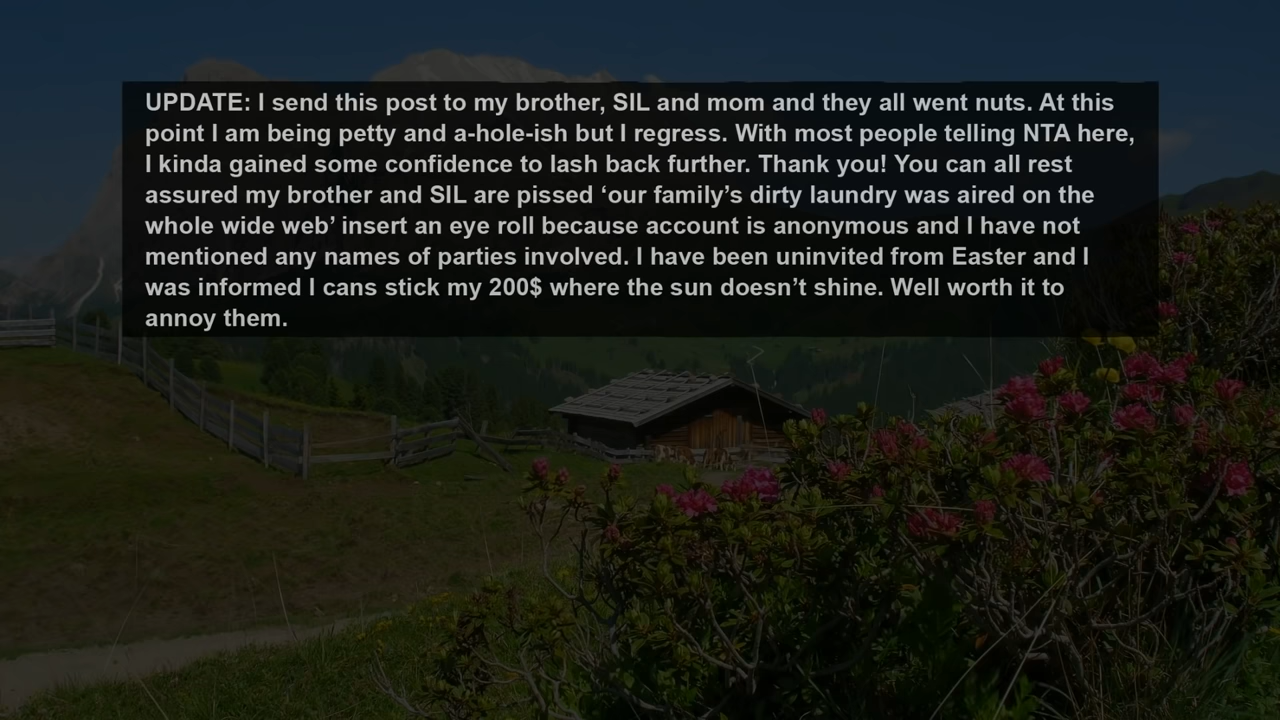 UPDATE: I send this post to my brother, SIL and mom and they all went nuts. At this
point I am being petty and a-hole-ish but I regress. With most people telling NTA here,
I kinda gained some confidence to lash back further. Thank you! You can all rest
assured my brother and SIL are pissed ‘our family’s dirty laundry was aired on the
whole wide web’ insert an eye roll because account is anonymous and I have not
mentioned any names of parties involved. I have been uninvited from Easter and I
was informed I cans stick my 200$ where the sun doesn’t shine. Well worth it to
annoy them.